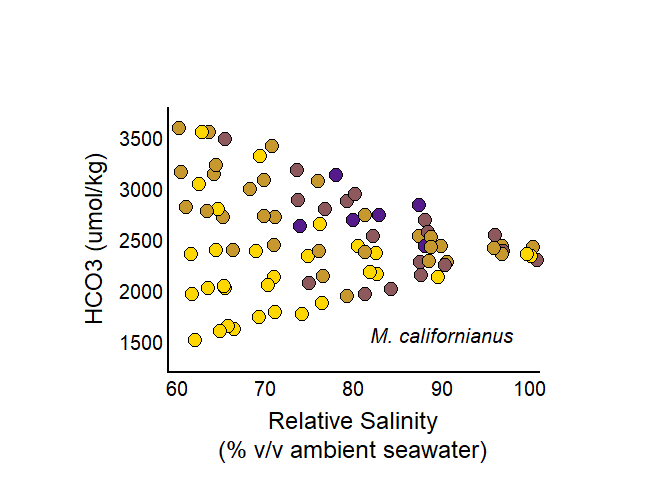 HCO3 (umol/kg)
3500
3000
2500
2000
1500
M. californianus
60 70 80 90 100
Relative Salinity
(% v/v ambient seawater)